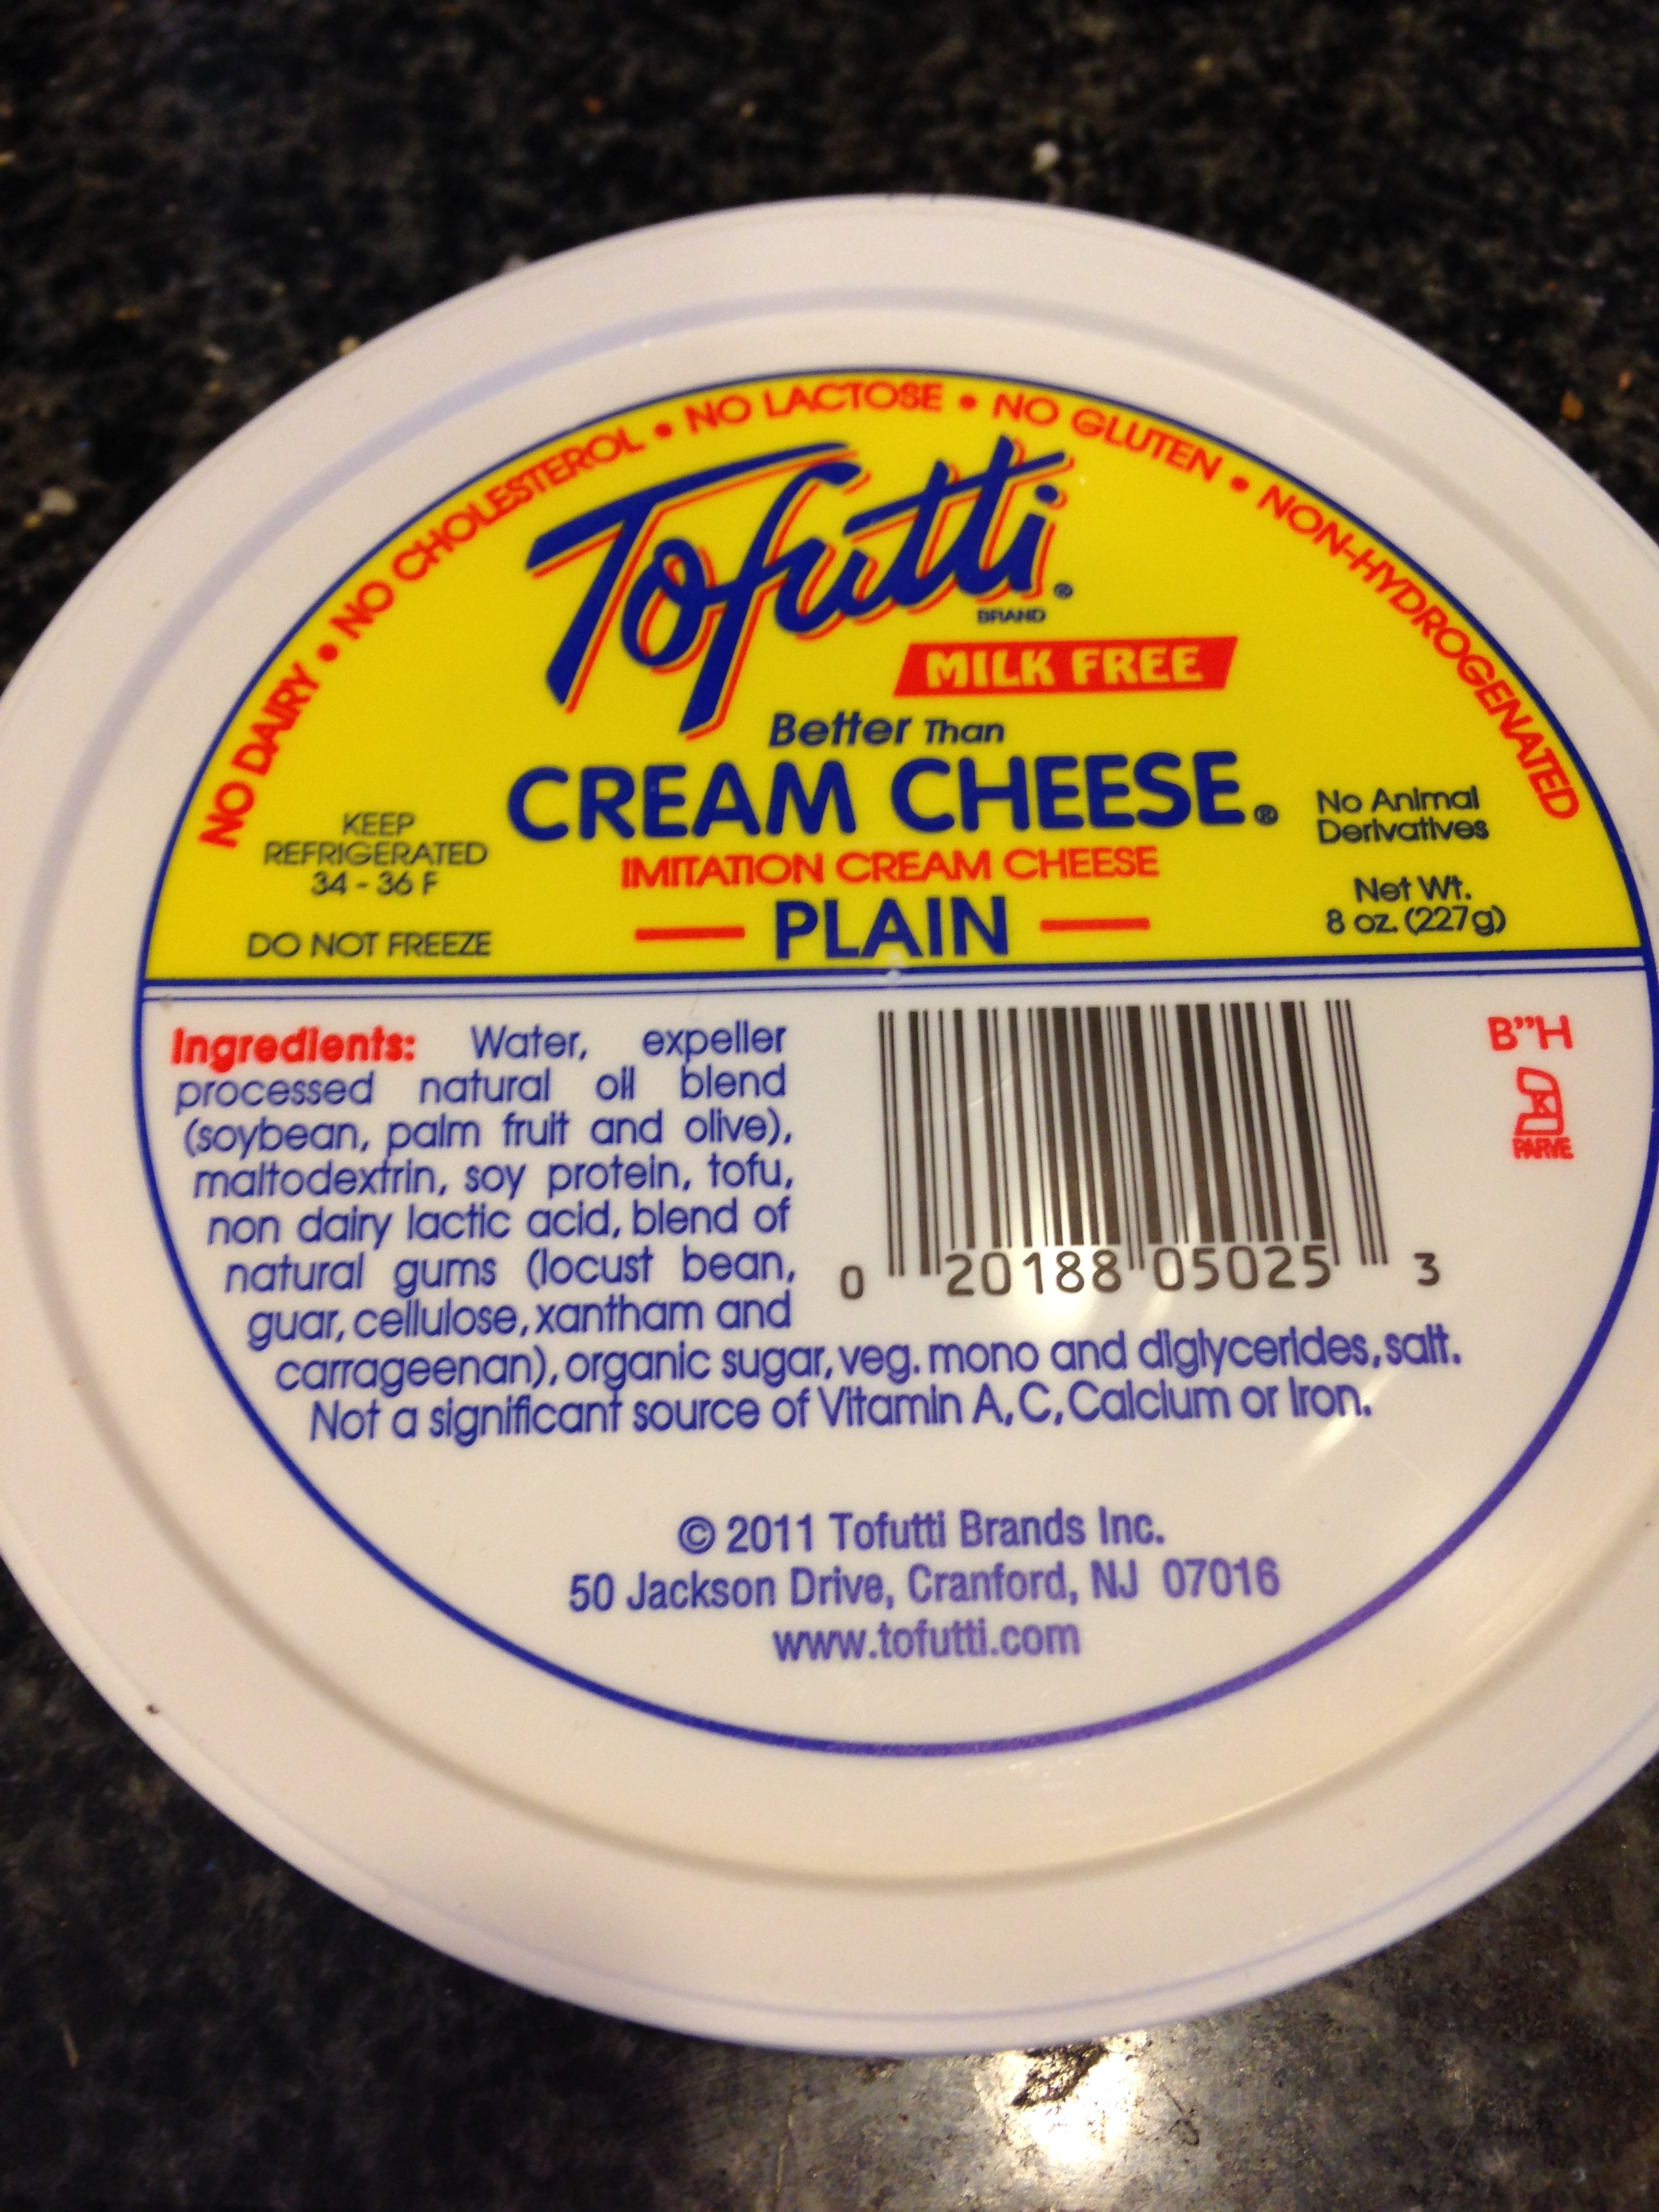 NO DAIRY • NO CHOLESTEROL • NO LACTOSE • NO GLUTEN • NON-HYDROGENATED
Tofutti®
BRAND
MILK FREE
Better Than
CREAM CHEESE®
IMITATION CREAM CHEESE
PLAIN
KEEP
REFRIGERATED
34 - 36 F
DO NOT FREEZE
No Animal
Derivatives
Net Wt.
8 oz. (227g)
Ingredients: Water, expeller
processed natural oil blend
(soybean, palm fruit and olive),
maltodextrin, soy protein, tofu,
non dairy lactic acid, blend of
natural gums (locust bean,
guar, cellulose, xantham and
carrageenan), organic sugar, veg. mono and diglycerides, salt.
Not a significant source of Vitamin A, C, Calcium or Iron.
0 20188 05025 3
B"H
K
PARVE
© 2011 Tofutti Brands Inc.
50 Jackson Drive, Cranford, NJ 07016
www.tofutti.com